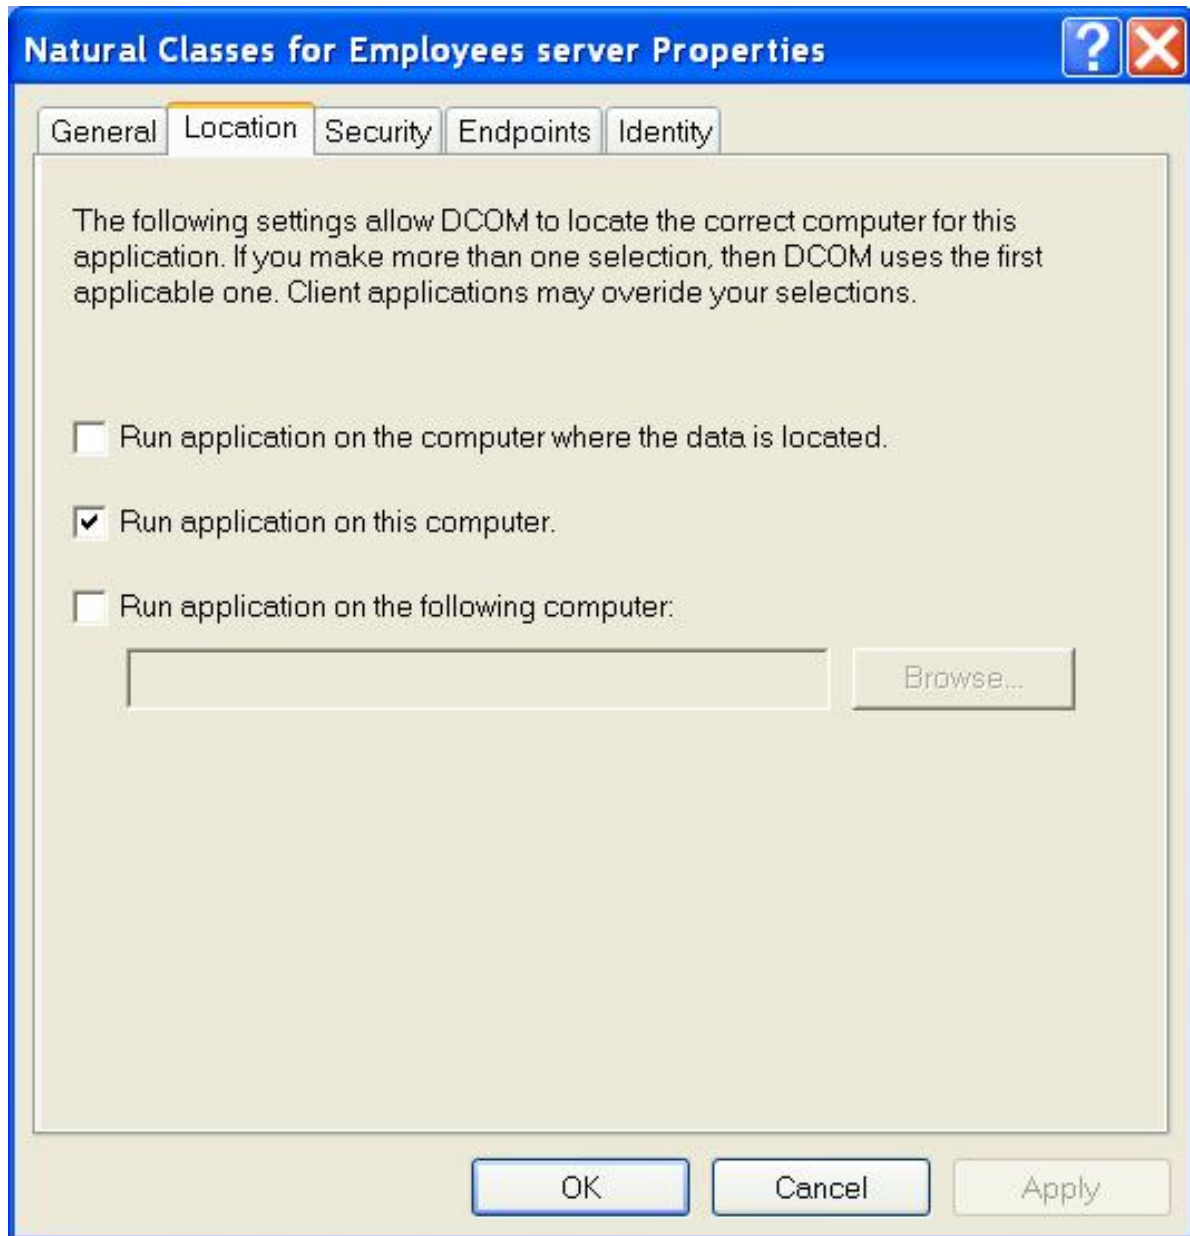 Natural Classes for Employees server Properties
General Location Security Endpoints Identity
The following settings allow DCOM to locate the correct computer for this
application. If you make more than one selection, then DCOM uses the first
applicable one. Client applications may overide your selections.
Run application on the computer where the data is located.
Run application on this computer.
Run application on the following computer:
Browse...
OK Cancel Apply